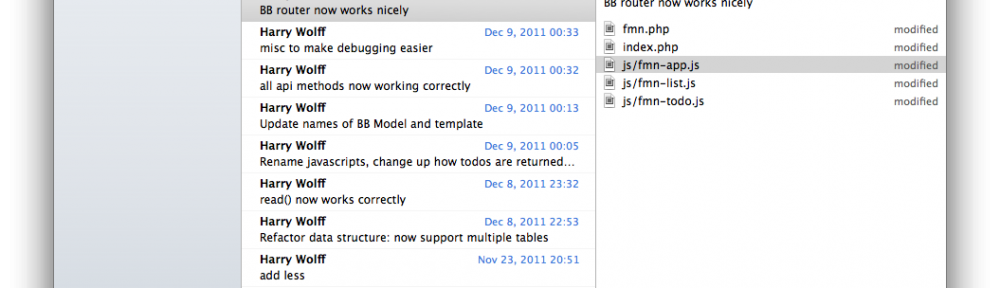 BB router now works nicely
Harry Wolff Dec 9, 2011 00:33
misc to make debugging easier
Harry Wolff Dec 9, 2011 00:32
all api methods now working correctly
Harry Wolff Dec 9, 2011 00:13
Update names of BB Model and template
Harry Wolff Dec 9, 2011 00:05
Rename javascripts, change up how todos are returned...
Harry Wolff Dec 8, 2011 23:32
read() now works correctly
Harry Wolff Dec 8, 2011 22:53
Refactor data structure: now support multiple tables
Harry Wolff Nov 23, 2011 20:51
add less
BB router now works nicely
fmn.php modified
index.php modified
js/fmn-app.js modified
js/fmn-list.js modified
js/fmn-todo.js modified